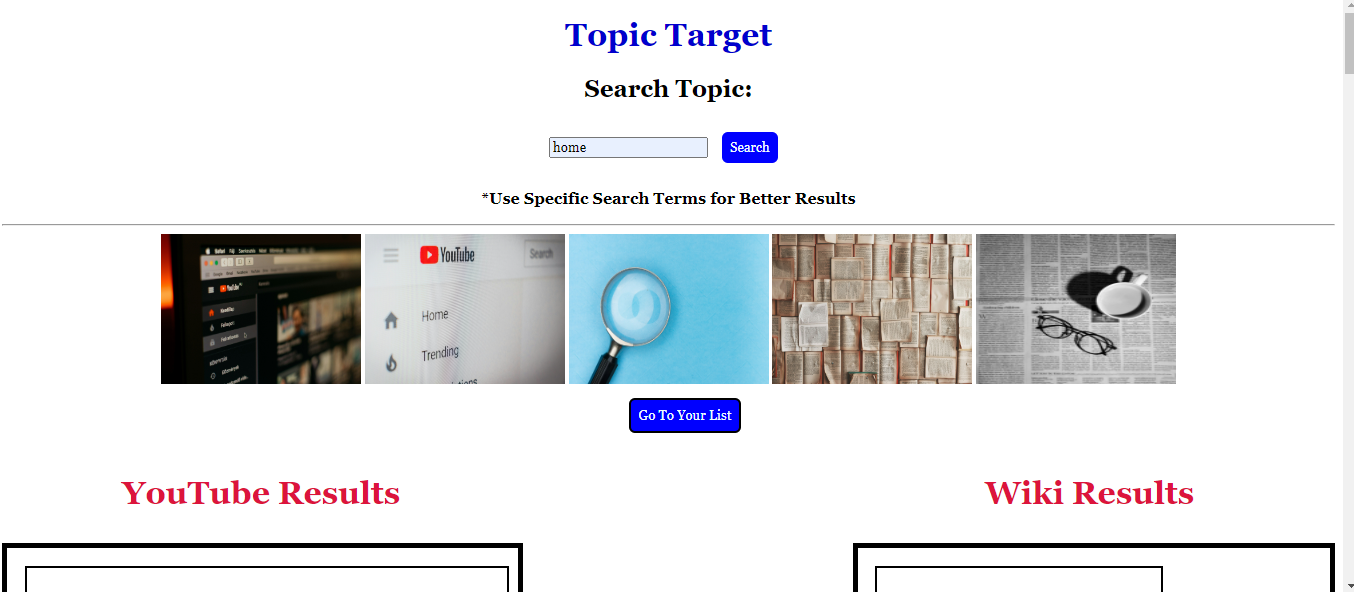 Topic Target
Search Topic:
home
Search
*Use Specific Search Terms for Better Results
YouTube
YouTube
Search
Home
Trending
Go To Your List
YouTube Results
Wiki Results